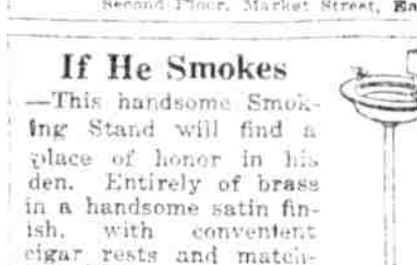 Second Floor, Market Street,
If He Smokes
—This handsome Smok-
ing Stand will find a
place of honor in his
den. Entirely of brass
in a handsome satin fin-
ish, with convenient
cigar rests and match-